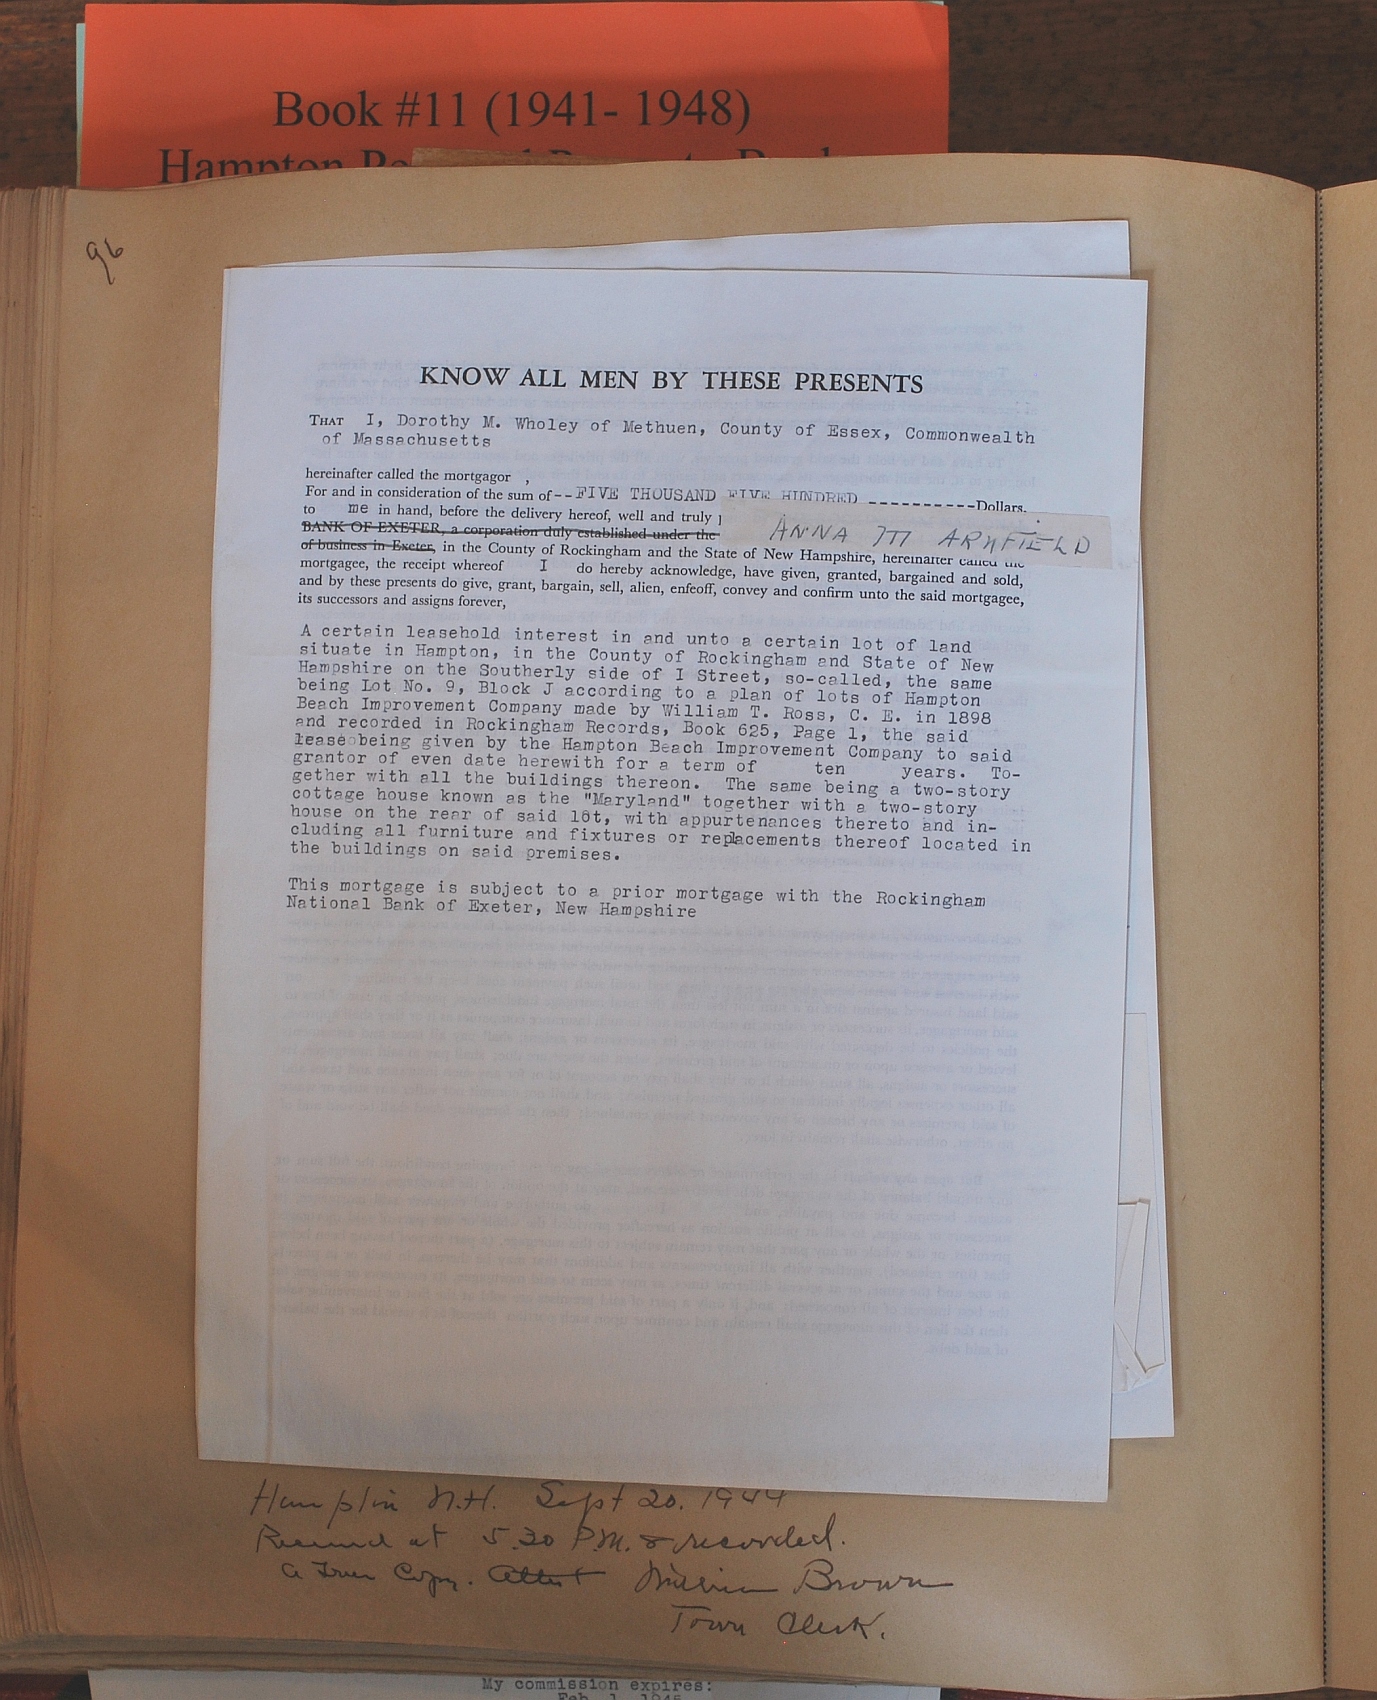 Book #11 (1941- 1948)
Hampton
96
KNOW ALL MEN BY THESE PRESENTS
THAT I, Dorothy M. Wholey of Methuen, County of Essex, Commonwealth
of Massachusetts
hereinafter called the mortgagor ,
For and in consideration of the sum of--FIVE THOUSAND FIVE HUNDRED ----------Dollars,
to me in hand, before the delivery hereof, well and truly
ANNA M ARNFIELD
BANK OF EXETER, a corporation duly established under the
of business in Exeter, in the County of Rockingham and the State of New Hampshire, hereinafter called the
mortgagee, the receipt whereof I do hereby acknowledge, have given, granted, bargained and sold,
and by these presents do give, grant, bargain, sell, alien, enfeoff, convey and confirm unto the said mortgagee,
its successors and assigns forever,
A certain leasehold interest in and unto a certain lot of land
situate in Hampton, in the County of Rockingham and State of New
Hampshire on the Southerly side of I Street, so-called, the same
being Lot No. 9, Block J according to a plan of lots of Hampton
Beach Improvement Company made by William T. Ross, C. E. in 1898
and recorded in Rockingham Records, Book 625, Page 1, the said
lease being given by the Hampton Beach Improvement Company to said
grantor of even date herewith for a term of ten years. To-
gether with all the buildings thereon. The same being a two-story
cottage house known as the "Maryland" together with a two-story
house on the rear of said lot, with appurtenances thereto and in-
cluding all furniture and fixtures or replacements thereof located in
the buildings on said premises.
This mortgage is subject to a prior mortgage with the Rockingham
National Bank of Exeter, New Hampshire
Hampton N.H. Sept 20. 1944
Received at 5.30 P.M. & recorded.
A True Copy. Attest William Brown
Town Clerk.
My commission expires:
Feb. 1, 1945